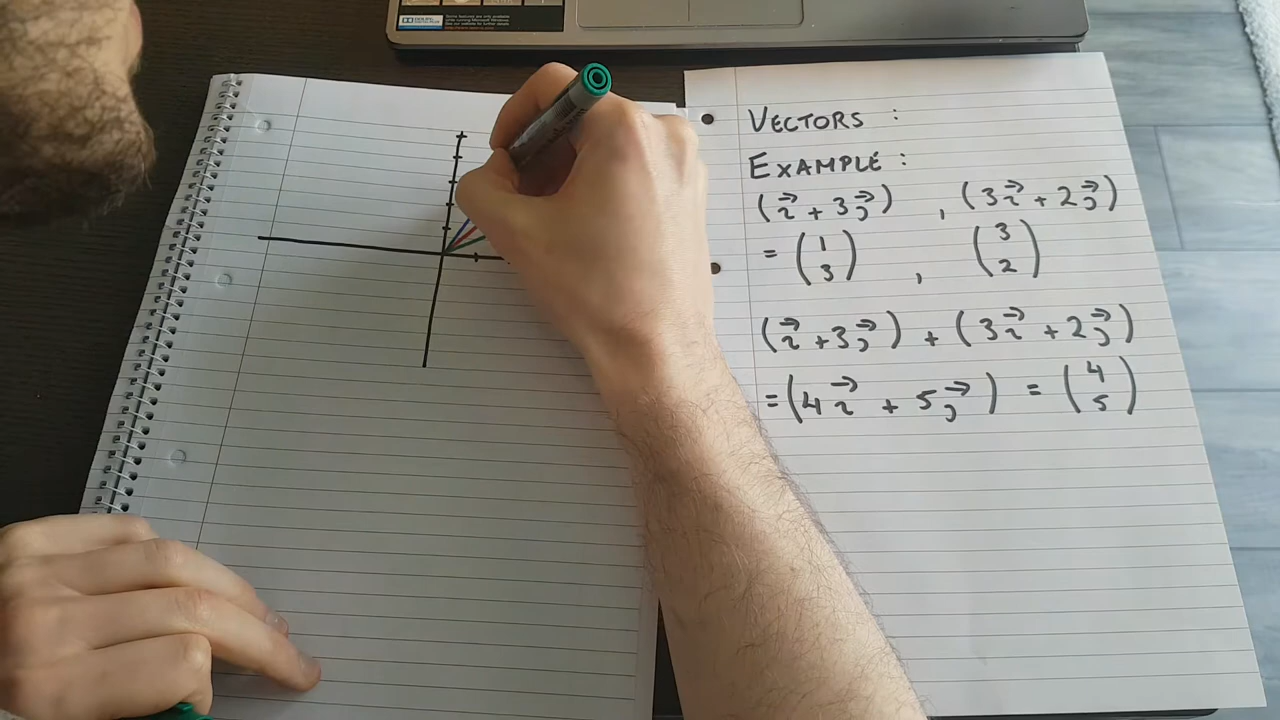 VECTORS :
EXAMPLE :
(i⃗ + 3j⃗) , (3i⃗ + 2j⃗)
= (1 3) , (3 2)
(i⃗ + 3j⃗) + (3i⃗ + 2j⃗)
= (4i⃗ + 5j⃗) = (4 5)